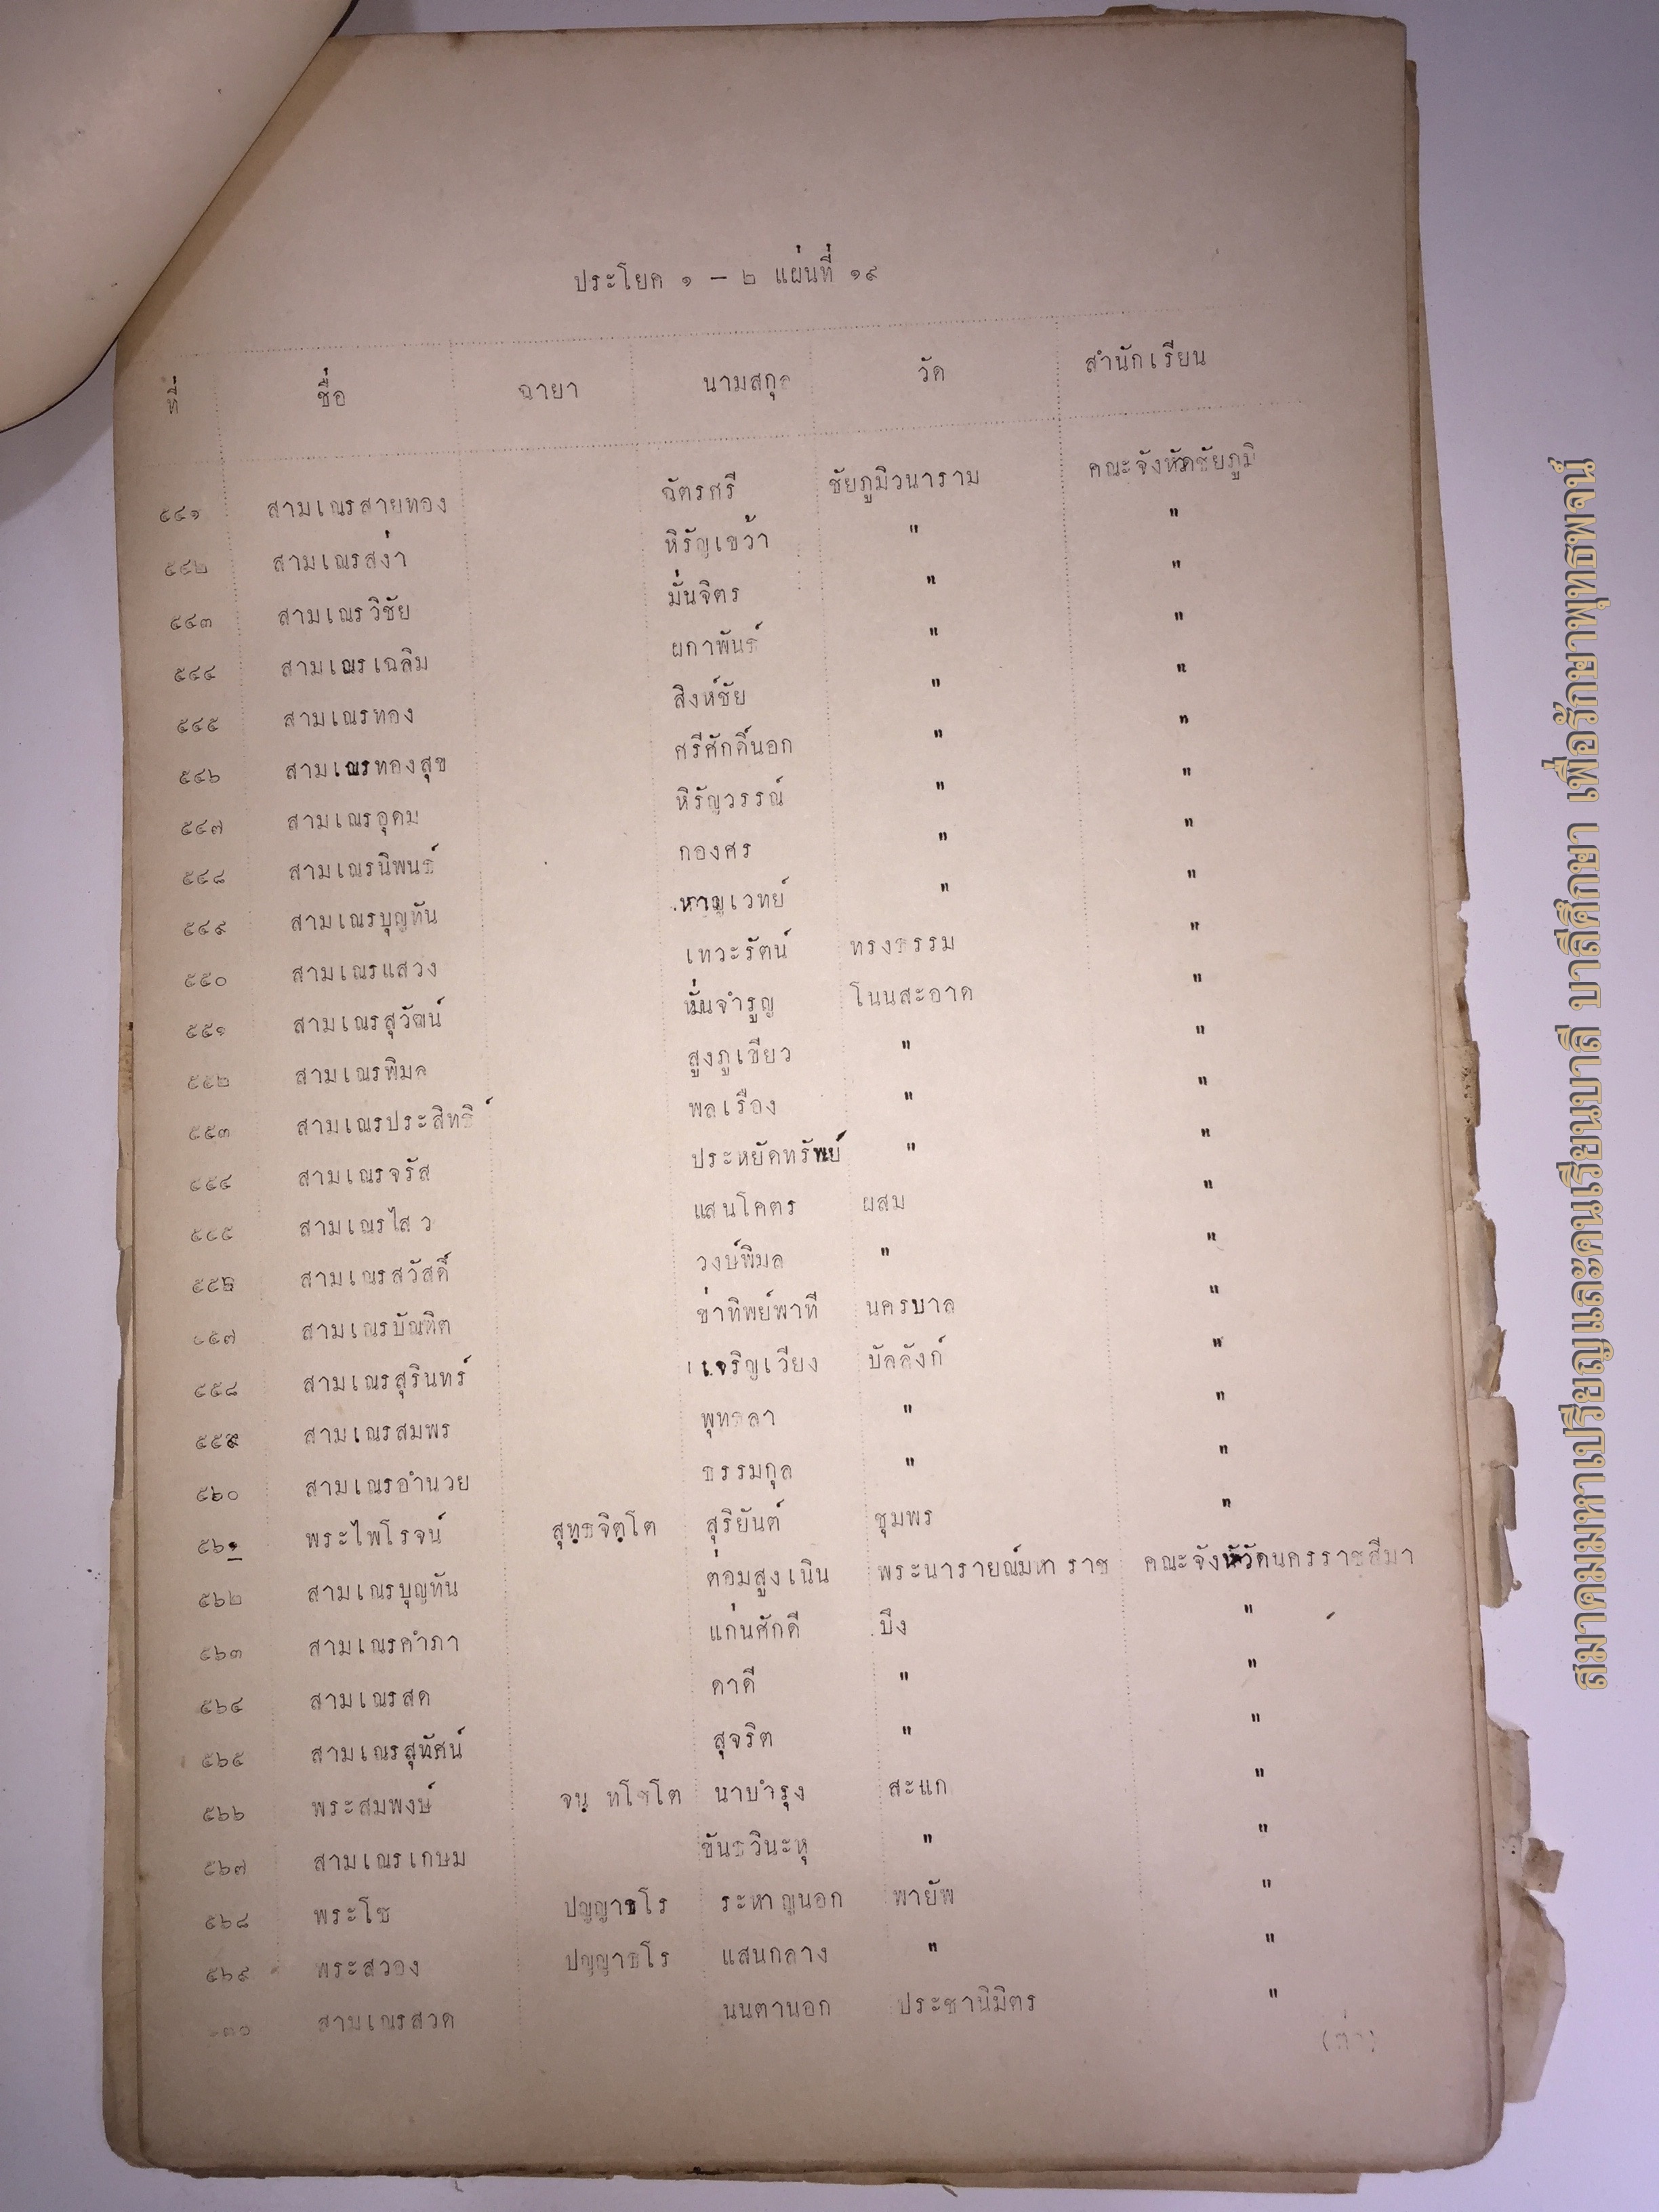 ประโยค ๑ – ๒ แผ่นที่ ๑๙
ที่ ชื่อ ฉายา นามสกุล วัด สำนักเรียน
๕๔๑ สามเณรสายทอง ฉัตรศรี ชัยภูมิวนาราม คณะจังหวัดชัยภูมิ
๕๔๒ สามเณรสง่า หิรัญเขว้า " "
๕๔๓ สามเณรวิชัย มั่นจิตร " "
๕๔๔ สามเณรเฉลิม ผกาพันธ์ " "
๕๔๕ สามเณรทอง สิงห์ชัย " "
๕๔๖ สามเณรทองสุข ศรีศักดิ์นอก " "
๕๔๗ สามเณรอุดม หิรัญวรรณ์ " "
๕๔๘ สามเณรนิพนธ์ กองศร " "
๕๔๙ สามเณรบุญทัน หาญเวทย์ " "
๕๕๐ สามเณรแสวง เทวะรัตน์ ทรงธรรม "
๕๕๑ สามเณรสุวัฒน์ หมั่นจำรูญ โนนสะอาด "
๕๕๒ สามเณรพิมล สูงภูเขียว " "
๕๕๓ สามเณรประสิทธิ์ พลเรือง " "
๕๕๔ สามเณรจรัส ประหยัดทรัพย์ " "
๕๕๕ สามเณรไสว แสนโคตร ผสม "
๕๕๖ สามเณรสวัสดิ์ วงษ์พิมล " "
๕๕๗ สามเณรบัณฑิต ข่าทิพย์พาที นครบาล "
๕๕๘ สามเณรสุรินทร์ เจริญเวียง บัลลังก์ "
๕๕๙ สามเณรสมพร พุทธลา " "
๕๖๐ สามเณรอำนวย ธรรมกุล " "
๕๖๑ พระไพโรจน์ สุทฺธจิตฺโต สุริยันต์ ชุมพร "
๕๖๒ สามเณรบุญทัน ต่อมสูงเนิน พระนารายณ์มหาราช คณะจังหวัดนครราชสีมา
๕๖๓ สามเณรคำภา แก่นศักดี บึง "
๕๖๔ สามเณรสด ดาดี " "
๕๖๕ สามเณรสุทัศน์ สุจริต " "
๕๖๖ พระสมพงษ์ จนฺทโชโต นาบำรุง สะแก "
๕๖๗ สามเณรเกษม ขันธวินะหุ " "
๕๖๘ พระโช ปญฺญาธโร ระหาญนอก พายัพ "
๕๖๙ พระสวอง ปญฺญาธโร แสนกลาง " "
๗๐ สามเณรสวด นนตานอก ประชานิมิตร "
(ต่อ)
สมาคมมหาเปรียญและคนเรียนบาลี บาลีศึกษา เพื่อรักษาพุทธพจน์